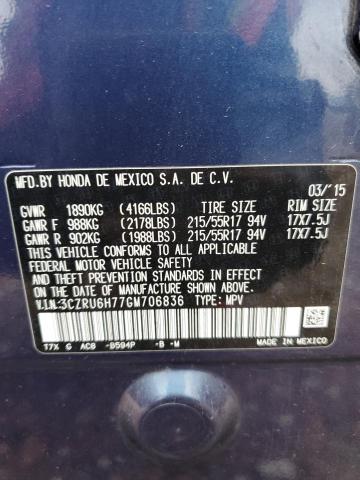 MFD.BY HONDA DE MEXICO S.A. DE C.V.
03/'15
GVWR 1890KG (4166LBS) TIRE SIZE RIM SIZE
GAWR F 988KG (2178LBS) 215/55R17 94V 17X7.5J
GAWR R 902KG (1988LBS) 215/55R17 94V 17X7.5J
THIS VEHICLE CONFORMS TO ALL APPLICABLE
FEDERAL MOTOR VEHICLE SAFETY AND
THEFT PREVENTION STANDARDS IN EFFECT ON
THE DATE OF MANUFACTURE SHOWN ABOVE.
V.I.N.:3CZRU6H77GM706836 TYPE: MPV
T7X G AC8 -B594P -B -M
MADE IN MEXICO